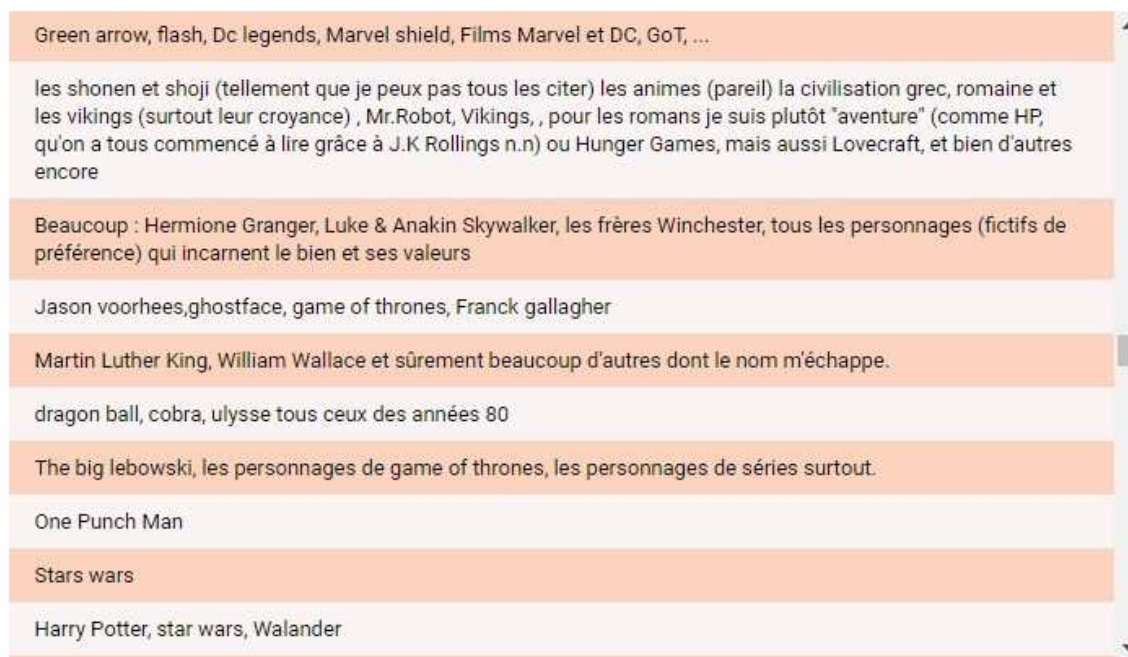 Green arrow, flash, Dc legends, Marvel shield, Films Marvel et DC, GoT, ...
les shonen et shoji (tellement que je peux pas tous les citer) les animes (pareil) la civilisation grec, romaine et
les vikings (surtout leur croyance) , Mr.Robot, Vikings, , pour les romans je suis plutôt "aventure" (comme HP,
qu'on a tous commencé à lire grâce à J.K Rollings n.n) ou Hunger Games, mais aussi Lovecraft, et bien d'autres
encore
Beaucoup : Hermione Granger, Luke & Anakin Skywalker, les frères Winchester, tous les personnages (fictifs de
préférence) qui incarnent le bien et ses valeurs
Jason voorhees,ghostface, game of thrones, Franck gallagher
Martin Luther King, William Wallace et sûrement beaucoup d'autres dont le nom m'échappe.
dragon ball, cobra, ulysse tous ceux des années 80
The big lebowski, les personnages de game of thrones, les personnages de séries surtout.
One Punch Man
Stars wars
Harry Potter, star wars, Walander